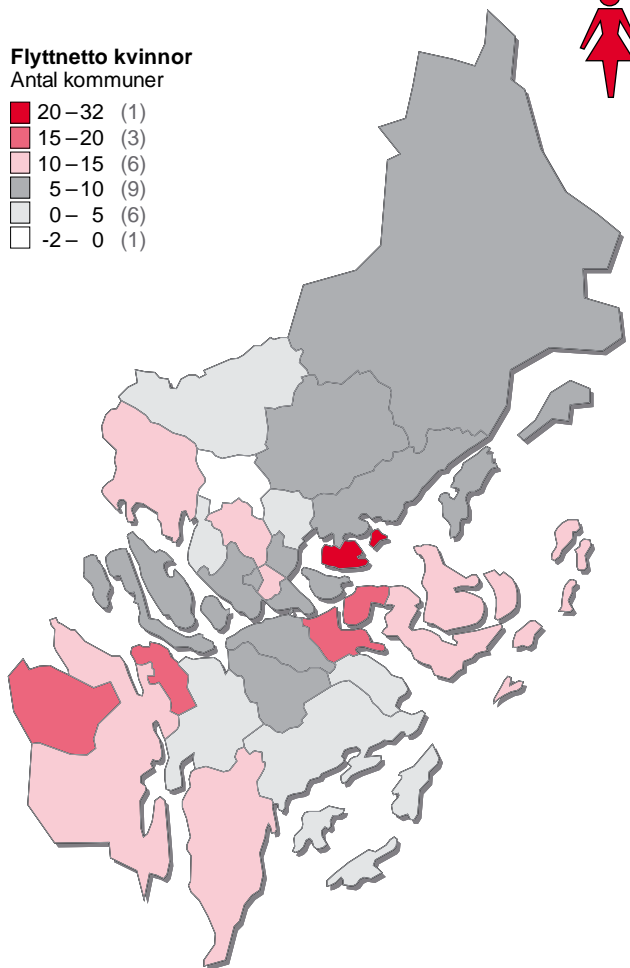 Flyttnetto kvinnor
Antal kommuner
20 – 32 (1)
15 – 20 (3)
10 – 15 (6)
5 – 10 (9)
0 – 5 (6)
-2 – 0 (1)